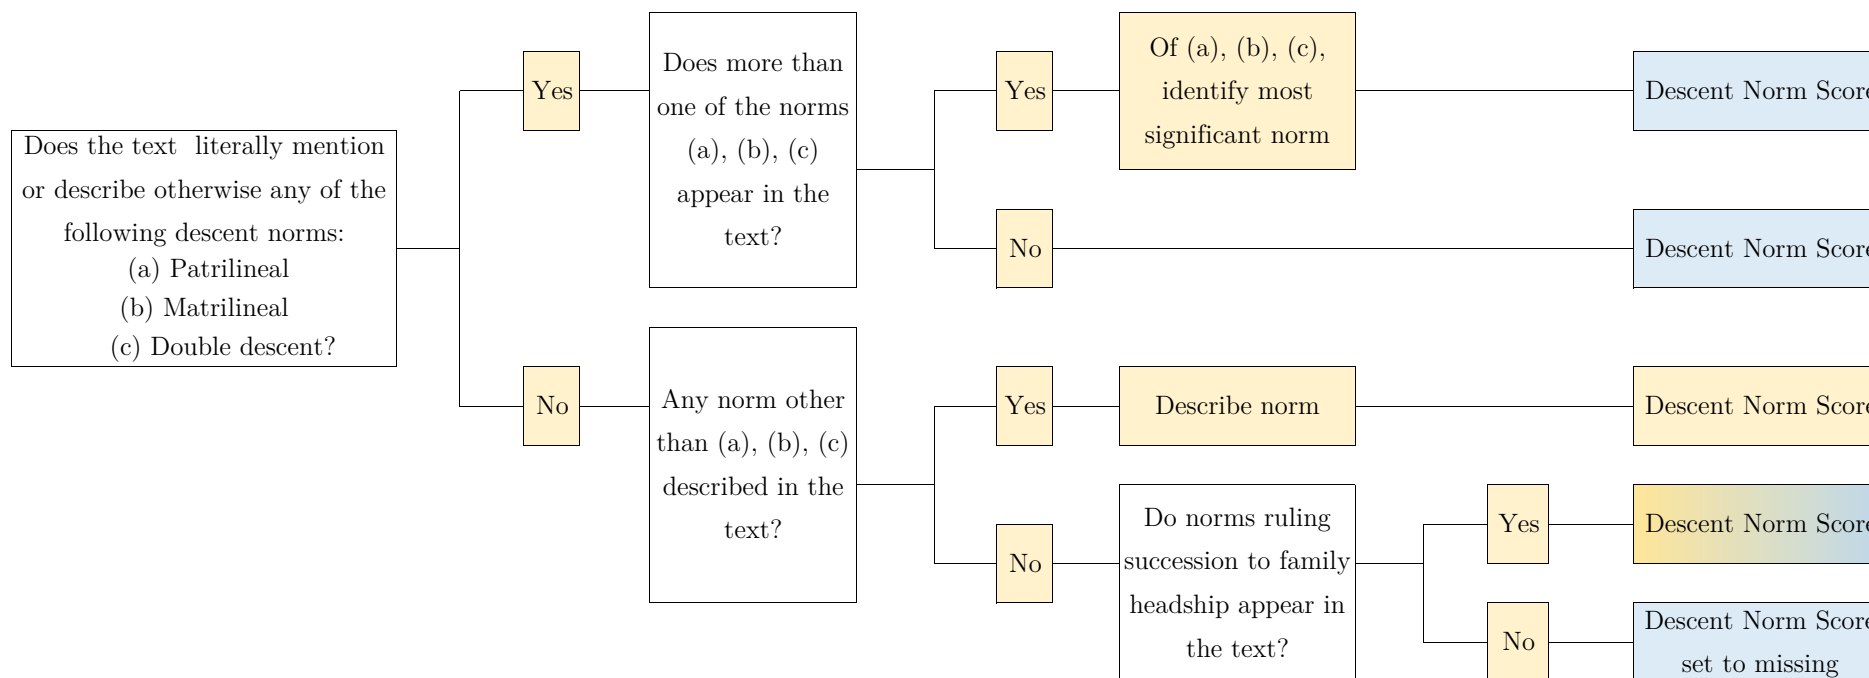 Does the text literally mention
or describe otherwise any of the
following descent norms:
(a) Patrilineal
(b) Matrilineal
(c) Double descent?
Yes
No
Does more than
one of the norms
(a), (b), (c)
appear in the
text?
Any norm other
than (a), (b), (c)
described in the
text?
Yes
No
Yes
No
Of (a), (b), (c),
identify most
significant norm
Describe norm
Do norms ruling
succession to family
headship appear in
the text?
Yes
No
Descent Norm Score
Descent Norm Score
Descent Norm Score
Descent Norm Score
Descent Norm Score
set to missing